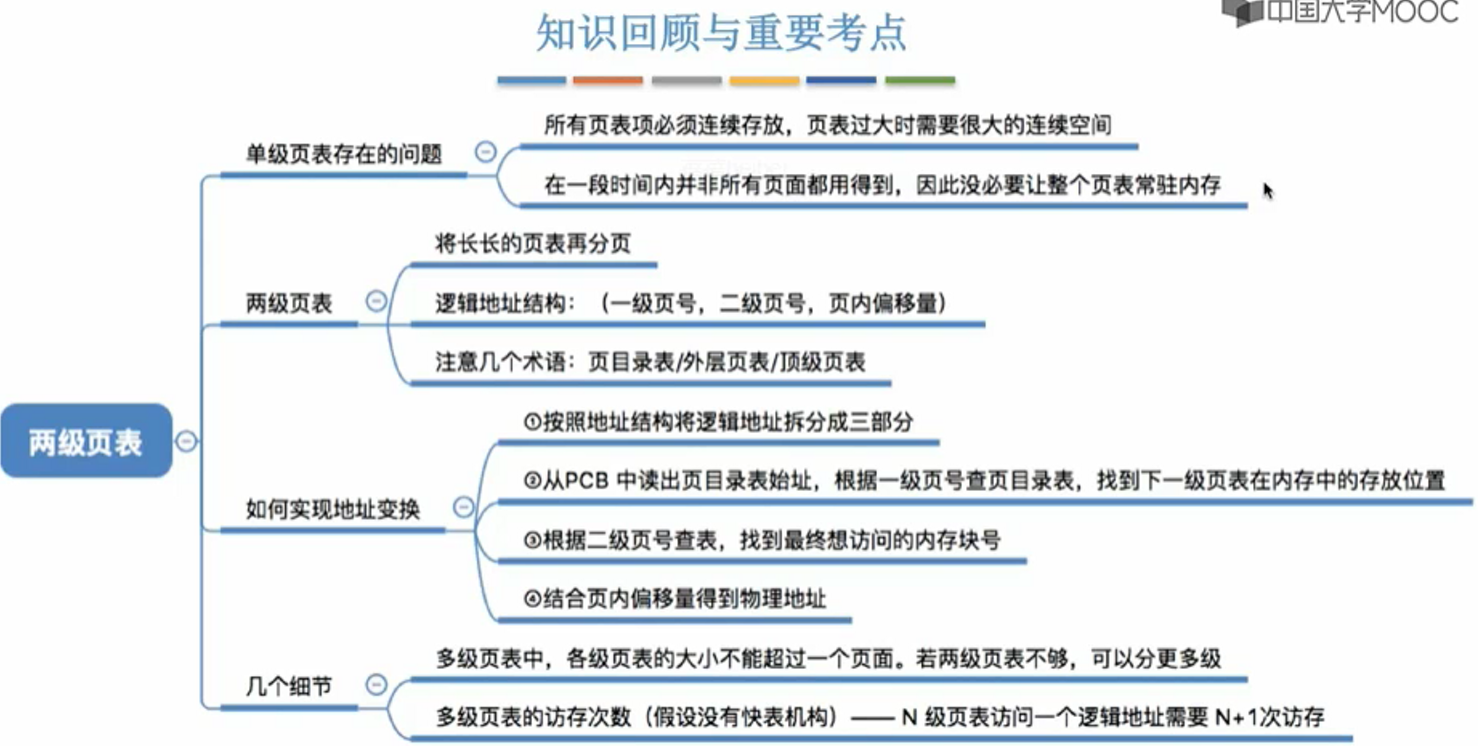 中国大学MOOC
知识回顾与重要考点
所有页表项必须连续存放，页表过大时需要很大的连续空间
单级页表存在的问题
在一段时间内并非所有页面都用得到，因此没必要让整个页表常驻内存
将长长的页表再分页
两级页表
逻辑地址结构：（一级页号，二级页号，页内偏移量）
注意几个术语：页目录表/外层页表/顶级页表
两级页表
①按照地址结构将逻辑地址拆分成三部分
②从PCB 中读出页目录表始址，根据一级页号查页目录表，找到下一级页表在内存中的存放位置
如何实现地址变换
③根据二级页号查表，找到最终想访问的内存块号
④结合页内偏移量得到物理地址
多级页表中，各级页表的大小不能超过一个页面。若两级页表不够，可以分更多级
几个细节
多级页表的访存次数（假设没有快表机构）—— N 级页表访问一个逻辑地址需要 N+1次访存